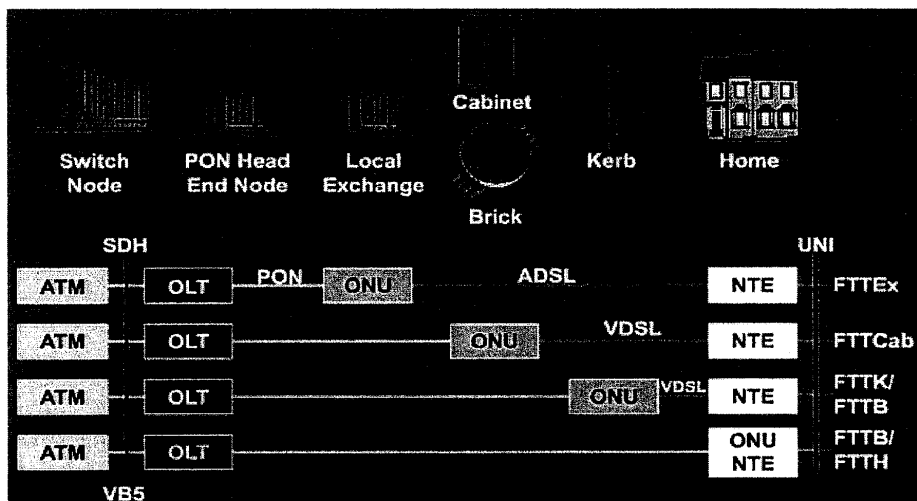 Cabinet
Switch
Node
PON Head
End Node
Local
Exchange
Kerb
Home
Brick
SDH
UNI
ATM OLT PON ONU ADSL NTE FTTEx
ATM OLT ONU VDSL NTE FTTCab
ATM OLT ONU VDSL NTE FTTK/
FTTB
ATM OLT ONU
NTE FTTB/
FTTH
VB5